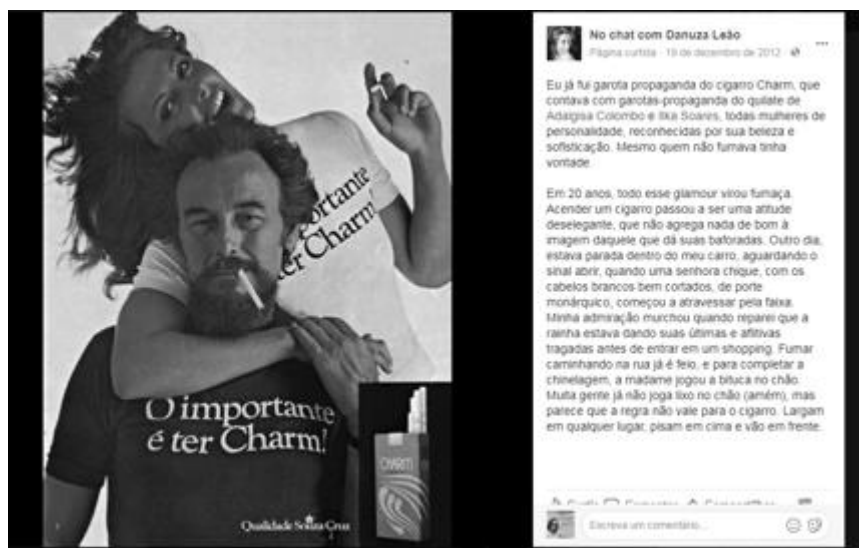 ortante
er Charm!
O importante
é ter Charm!
CHARM
Qualidade Souza Cruz
No chat com Danuza Leão
Página curtida · 19 de dezembro de 2012
Eu já fui garota propaganda do cigarro Charm, que
contava com garotas-propaganda do quilate de
Adalgisa Colombo e Ilka Soares, todas mulheres de
personalidade, reconhecidas por sua beleza e
sofisticação. Mesmo quem não fumava tinha
vontade.
Em 20 anos, todo esse glamour virou fumaça.
Acender um cigarro passou a ser uma atitude
deselegante, que não agrega nada de bom à
imagem daquele que dá suas baforadas. Outro dia,
estava parada dentro do meu carro, aguardando o
sinal abrir, quando uma senhora chique, com os
cabelos brancos bem cortados, de porte
monárquico, começou a atravessar pela faixa.
Minha admiração murchou quando reparei que a
rainha estava dando suas últimas e aflitivas
tragadas antes de entrar em um shopping. Fumar
caminhando na rua já é feio, e para completar a
chinelagem, a madame jogou a bituca no chão.
Muita gente já não joga lixo no chão (amém), mas
parece que a regra não vale para o cigarro. Largam
em qualquer lugar, pisam em cima e vão em frente.
Escreva um comentário...